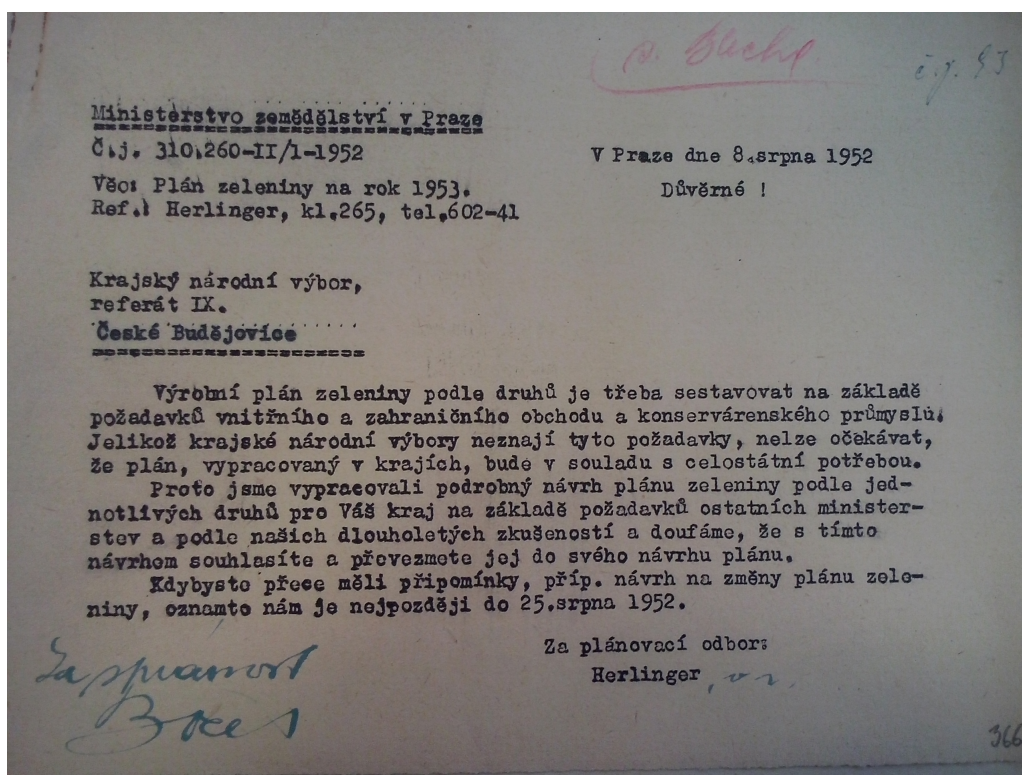 s. Bache
č.j. 93
Ministerstvo zemědělství v Praze
Č.j. 310.260-II/1-1952
V Praze dne 8.srpna 1952
Věc: Plán zeleniny na rok 1953.
Důvěrné !
Ref.: Herlinger, kl.265, tel.602-41
Krajský národní výbor,
referát IX.
České Budějovice
Výrobní plán zeleniny podle druhů je třeba sestavovat na základě
požadavků vnitřního a zahraničního obchodu a konservárenského průmyslu.
Jelikož krajské národní výbory neznají tyto požadavky, nelze očekávat,
že plán, vypracovaný v krajích, bude v souladu s celostátní potřebou.
Proto jsme vypracovali podrobný návrh plánu zeleniny podle jed-
notlivých druhů pro Váš kraj na základě požadavků ostatních minister-
stev a podle našich dlouholetých zkušeností a doufáme, že s tímto
návrhem souhlasíte a převezmete jej do svého návrhu plánu.
Kdybyste přece měli připomínky, příp. návrh na změny plánu zele-
niny, oznamte nám je nejpozději do 25.srpna 1952.
Za plánovací odbor:
Herlinger v r.
Za správnost
366